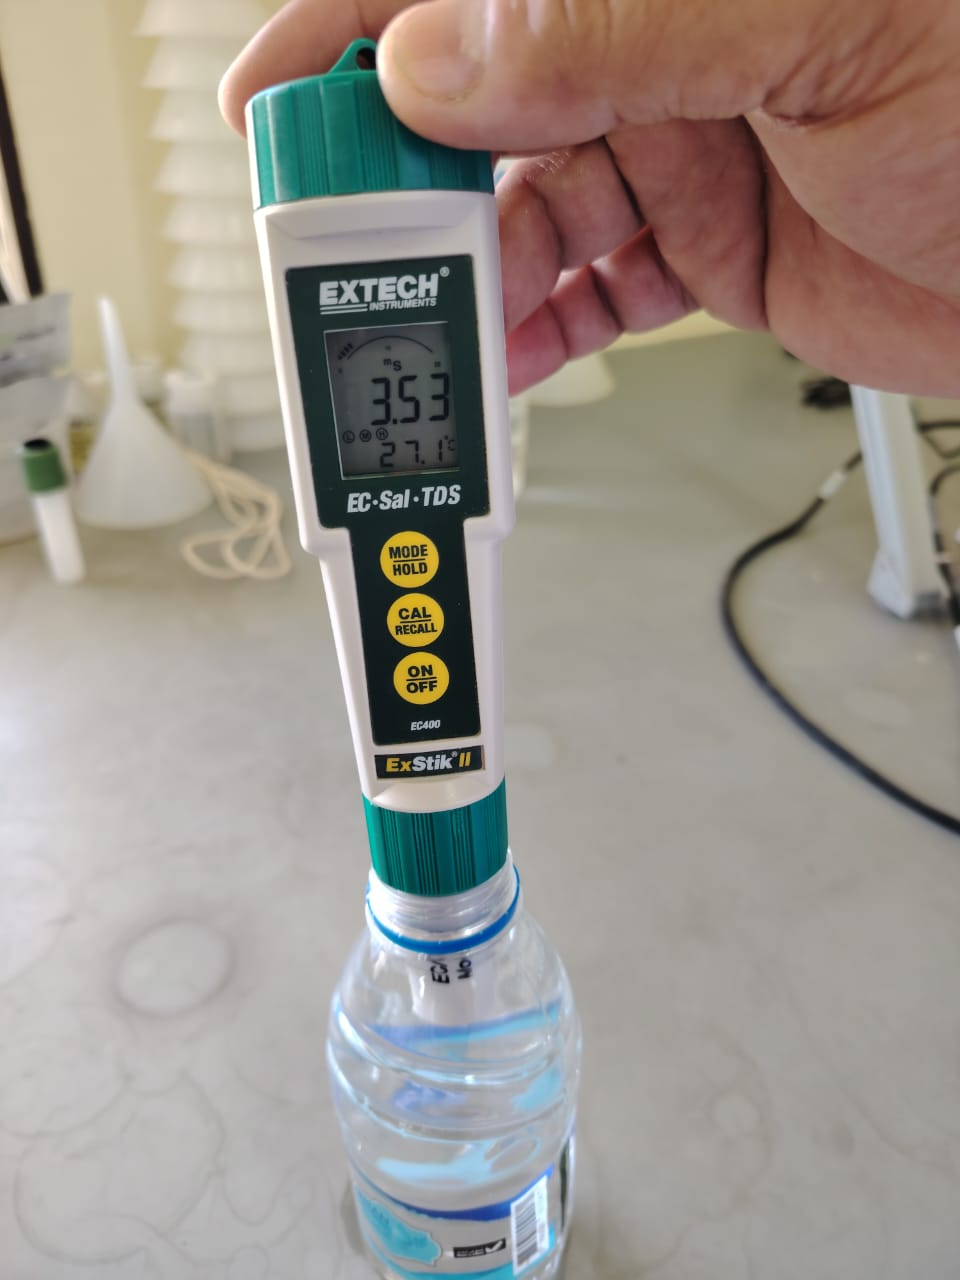 EXTECH®
INSTRUMENTS
mS
3.53
L M H
27.1°C
EC·Sal·TDS
MODE
HOLD
CAL
RECALL
ON
OFF
EC400
ExStik® II